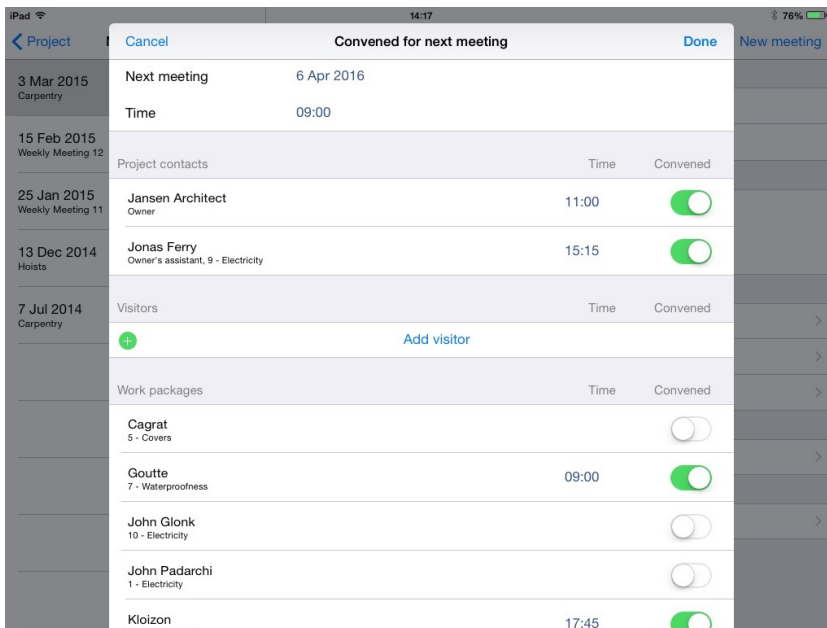 iPad 14:17 76%
Project Cancel Convened for next meeting Done New meeting
3 Mar 2015
Carpentry
15 Feb 2015
Weekly Meeting 12
25 Jan 2015
Weekly Meeting 11
13 Dec 2014
Hoists
7 Jul 2014
Carpentry
Next meeting 6 Apr 2016
Time 09:00
Project contacts Time Convened
Jansen Architect 11:00
Owner
Jonas Ferry 15:15
Owner's assistant, 9 - Electricity
Visitors Time Convened
Add visitor
Work packages Time Convened
Cagrat
5 - Covers
Goutte 09:00
7 - Waterproofness
John Glonk
10 - Electricity
John Padarchi
1 - Electricity
Kloizon 17:45